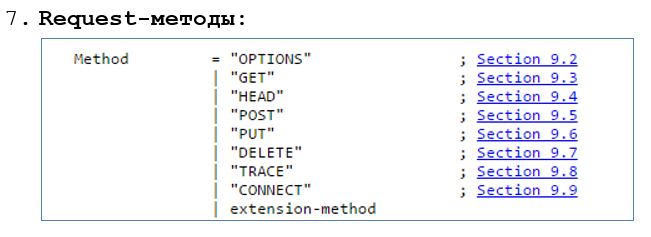 7. Request-методы:
Method = "OPTIONS" ; Section 9.2
| "GET" ; Section 9.3
| "HEAD" ; Section 9.4
| "POST" ; Section 9.5
| "PUT" ; Section 9.6
| "DELETE" ; Section 9.7
| "TRACE" ; Section 9.8
| "CONNECT" ; Section 9.9
| extension-method